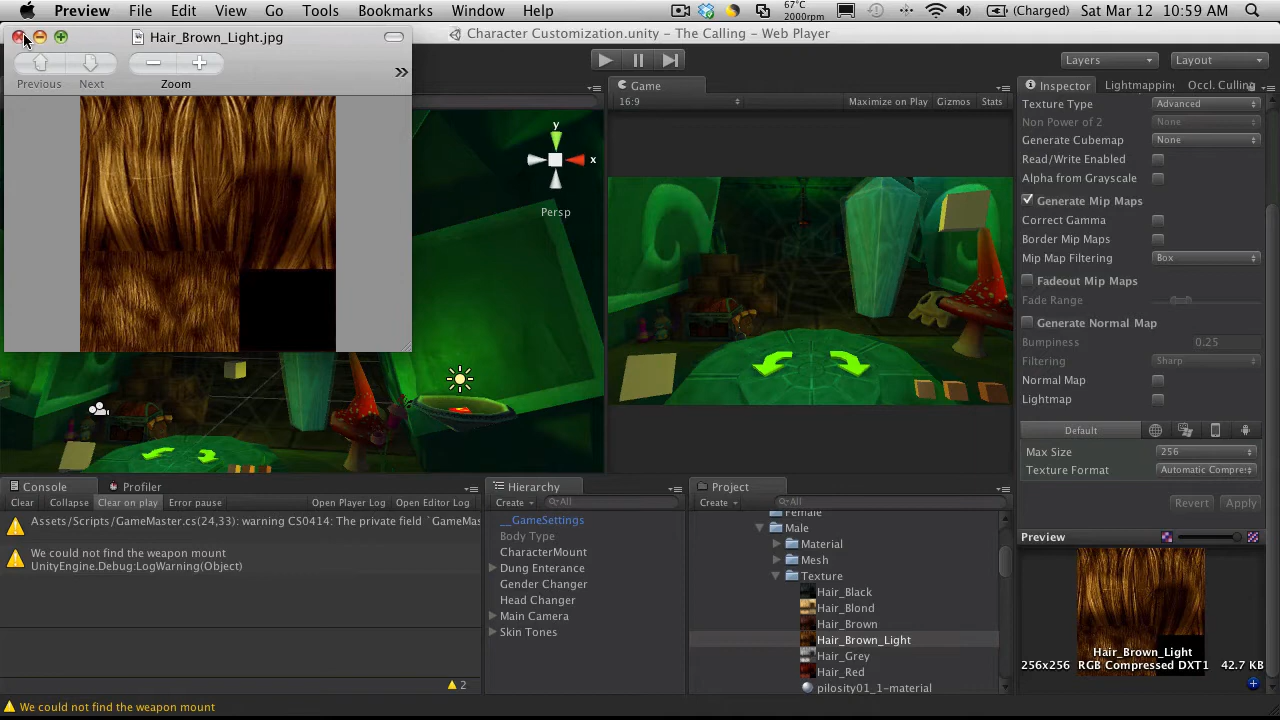 Preview File Edit View Go Tools Bookmarks Window Help
67°C
2000rpm
(Charged) Sat Mar 12 10:59 AM
Hair_Brown_Light.jpg
Character Customization.unity - The Calling - Web Player
Previous Next Zoom
Layers Layout
Game
16:9 Maximize on Play Gizmos Stats
y
x
Persp
Inspector Lightmapping Occl. Culling
Texture Type Advanced
Non Power of 2 None
Generate Cubemap None
Read/Write Enabled
Alpha from Grayscale
Generate Mip Maps
Correct Gamma
Border Mip Maps
Mip Map Filtering Box
Fadeout Mip Maps
Fade Range
Generate Normal Map
Bumpiness 0.25
Filtering Sharp
Normal Map
Lightmap
Default
Max Size 256
Texture Format Automatic Compre
Revert Apply
Preview
Hair_Brown_Light
256x256 RGB Compressed DXT1 42.7 KB
Console Profiler
Clear Collapse Clear on play Error pause Open Player Log Open Editor Log
Assets/Scripts/GameMaster.cs(24,33): warning CS0414: The private field `GameMas
We could not find the weapon mount
UnityEngine.Debug:LogWarning(Object)
2
We could not find the weapon mount
Hierarchy
Create All
__GameSettings
Body Type
CharacterMount
Dung Enterance
Gender Changer
Head Changer
Main Camera
Skin Tones
Project
Create All
Female
Male
Material
Mesh
Texture
Hair_Black
Hair_Blond
Hair_Brown
Hair_Brown_Light
Hair_Grey
Hair_Red
pilosity01_1-material